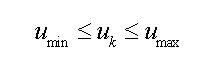 u_min ≤ u_k ≤ u_max